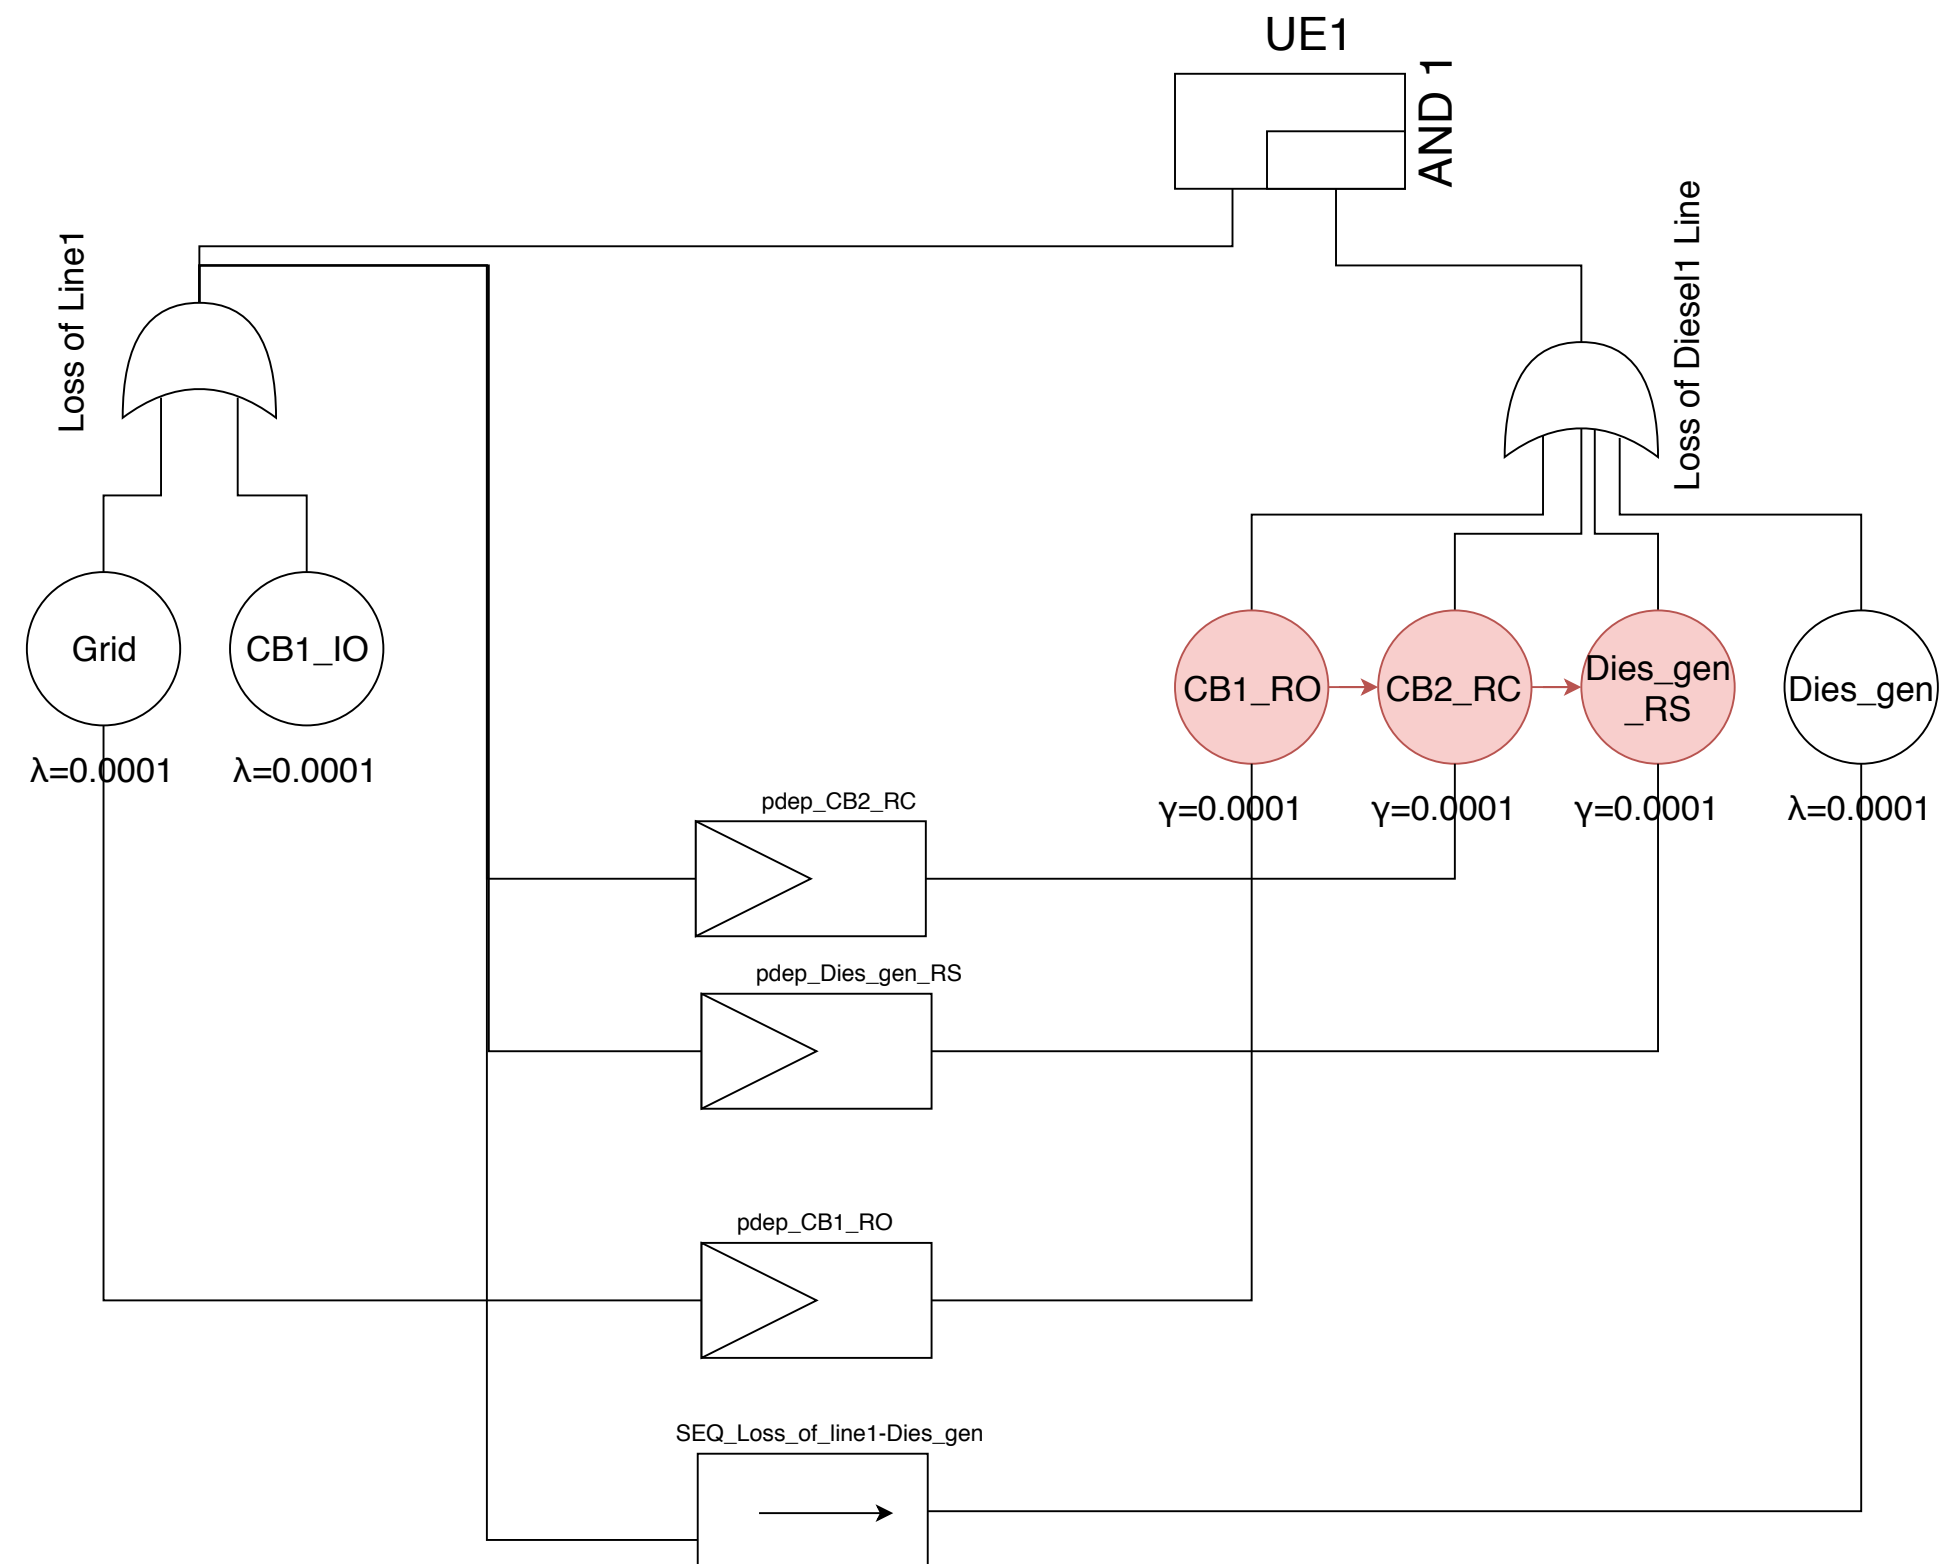 UE1
AND 1
Loss of Line1
Loss of Diesel1 Line
Grid
CB1_IO
λ=0.0001
λ=0.0001
CB1_RO
CB2_RC
Dies_gen
_RS
Dies_gen
γ=0.0001
γ=0.0001
γ=0.0001
λ=0.0001
pdep_CB2_RC
pdep_Dies_gen_RS
pdep_CB1_RO
SEQ_Loss_of_line1-Dies_gen